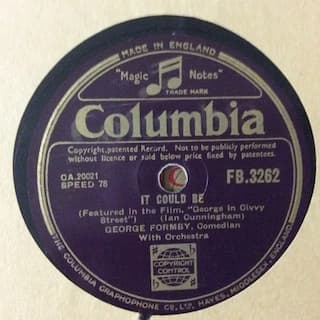 MADE IN ENGLAND
"Magic Notes"
TRADE MARK
Columbia
Copyright,patented Record. Not to be publicly performed
without licence or sold below price fixed by patentees.
CA.20021
SPEED 78
FB.3262
IT COULD BE
(Featured in the Film, "George in Civvy
Street") (Ian Cunningham)
GEORGE FORMBY, Comedian
With Orchestra
COPYRIGHT
CONTROL
THE COLUMBIA GRAPHOPHONE CO., LTD., HAYES, MIDDLESEX, ENGLAND.